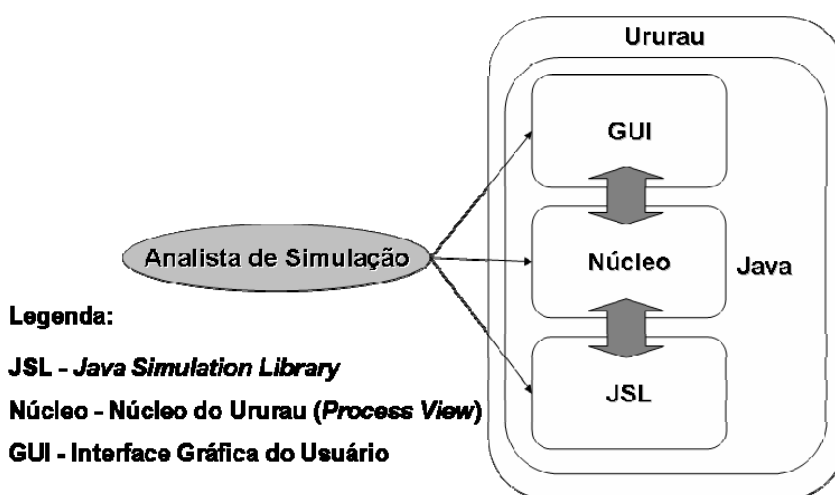 Ururau
GUI
Analista de Simulação
Núcleo
Java
JSL
Legenda:
JSL - Java Simulation Library
Núcleo - Núcleo do Ururau (Process View)
GUI - Interface Gráfica do Usuário